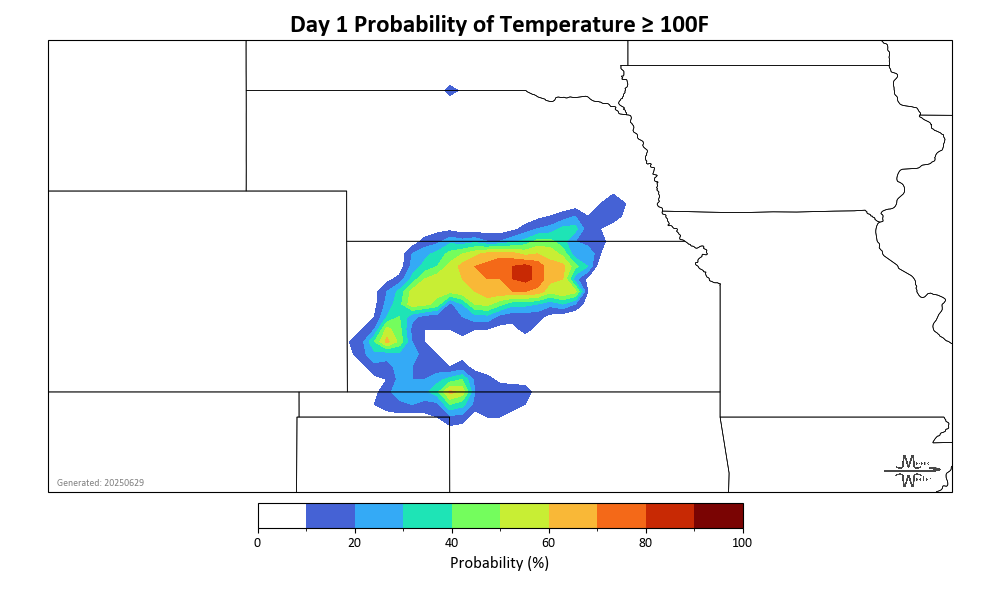 Day 1 Probability of Temperature ≥ 100F
Generated: 20250629
0 20 40 60 80 100
Probability (%)